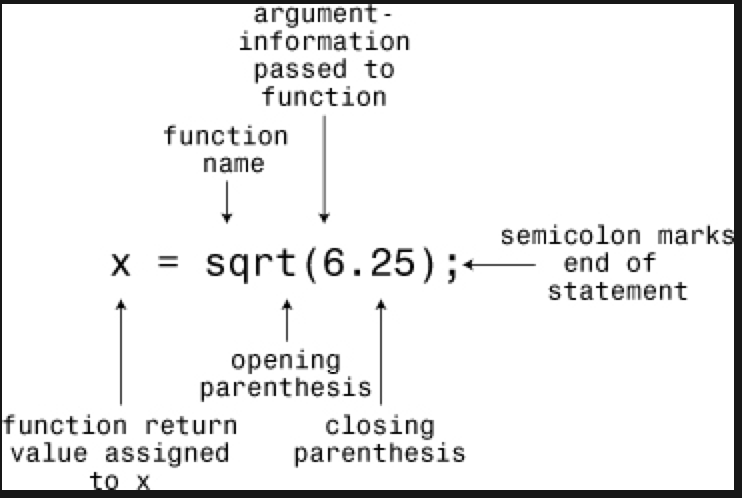 argument-
information
passed to
function
function
name
x = sqrt(6.25);
semicolon marks
end of
statement
opening
parenthesis
function return
value assigned
to x
closing
parenthesis